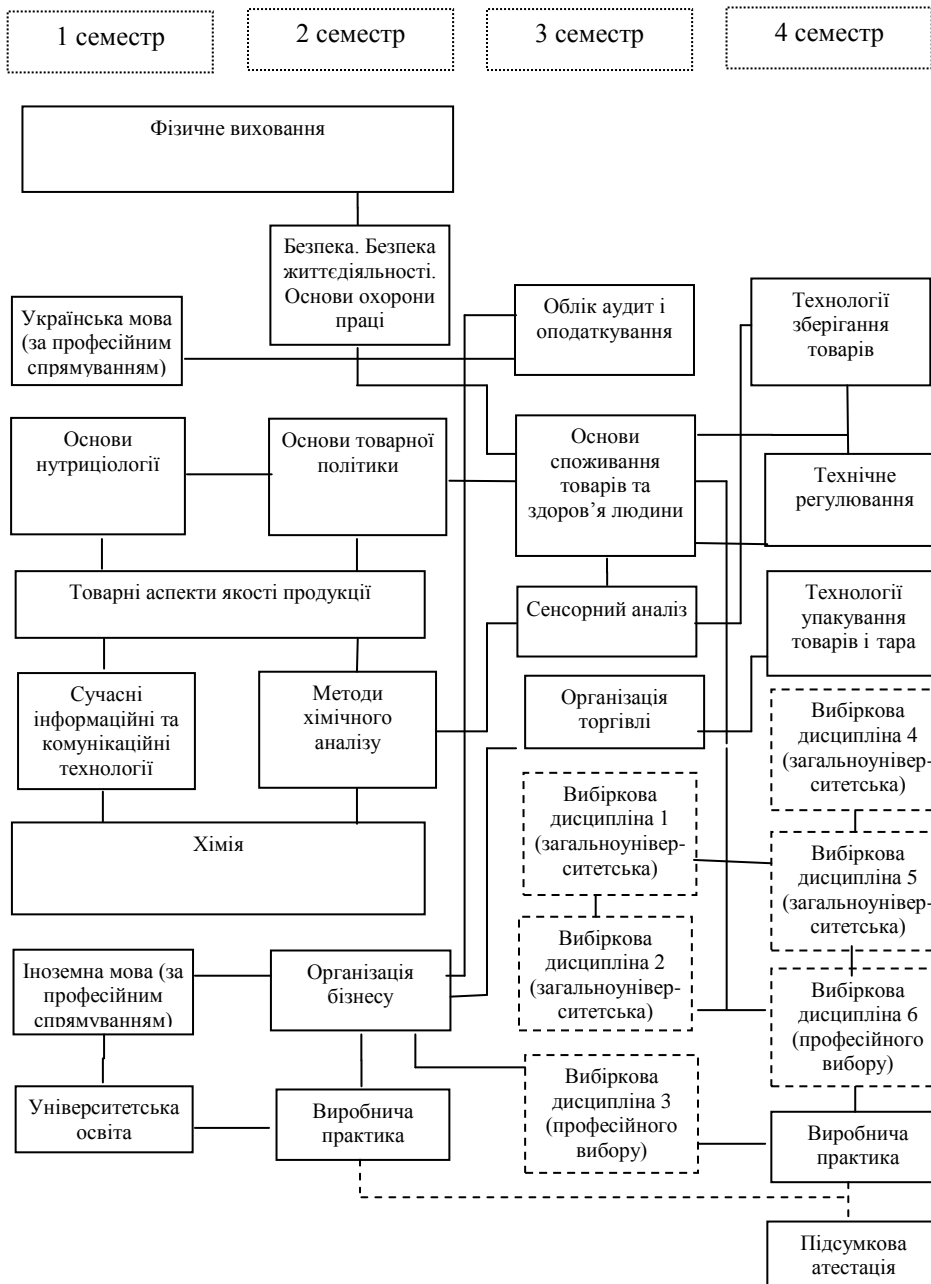 1 семестр
2 семестр
3 семестр
4 семестр
Фізичне виховання
Безпека. Безпека
життєдіяльності.
Основи охорони
праці
Українська мова
(за професійним
спрямуванням)
Облік аудит і
оподаткування
Технології
зберігання
товарів
Основи
нутриціології
Основи товарної
політики
Основи
споживання
товарів та
здоров’я людини
Технічне
регулювання
Товарні аспекти якості продукції
Сенсорний аналіз
Технології
упакування
товарів і тара
Сучасні
інформаційні та
комунікаційні
технології
Методи
хімічного
аналізу
Організація
торгівлі
Вибіркова
дисципліна 4
(загальноунівер-
ситетська)
Хімія
Вибіркова
дисципліна 1
(загальноунівер-
ситетська)
Вибіркова
дисципліна 5
(загальноунівер-
ситетська)
Іноземна мова (за
професійним
спрямуванням)
Організація
бізнесу
Вибіркова
дисципліна 2
(загальноунівер-
ситетська)
Вибіркова
дисципліна 6
(професійного
вибору)
Університетська
освіта
Виробнича
практика
Вибіркова
дисципліна 3
(професійного
вибору)
Виробнича
практика
Підсумкова
атестація